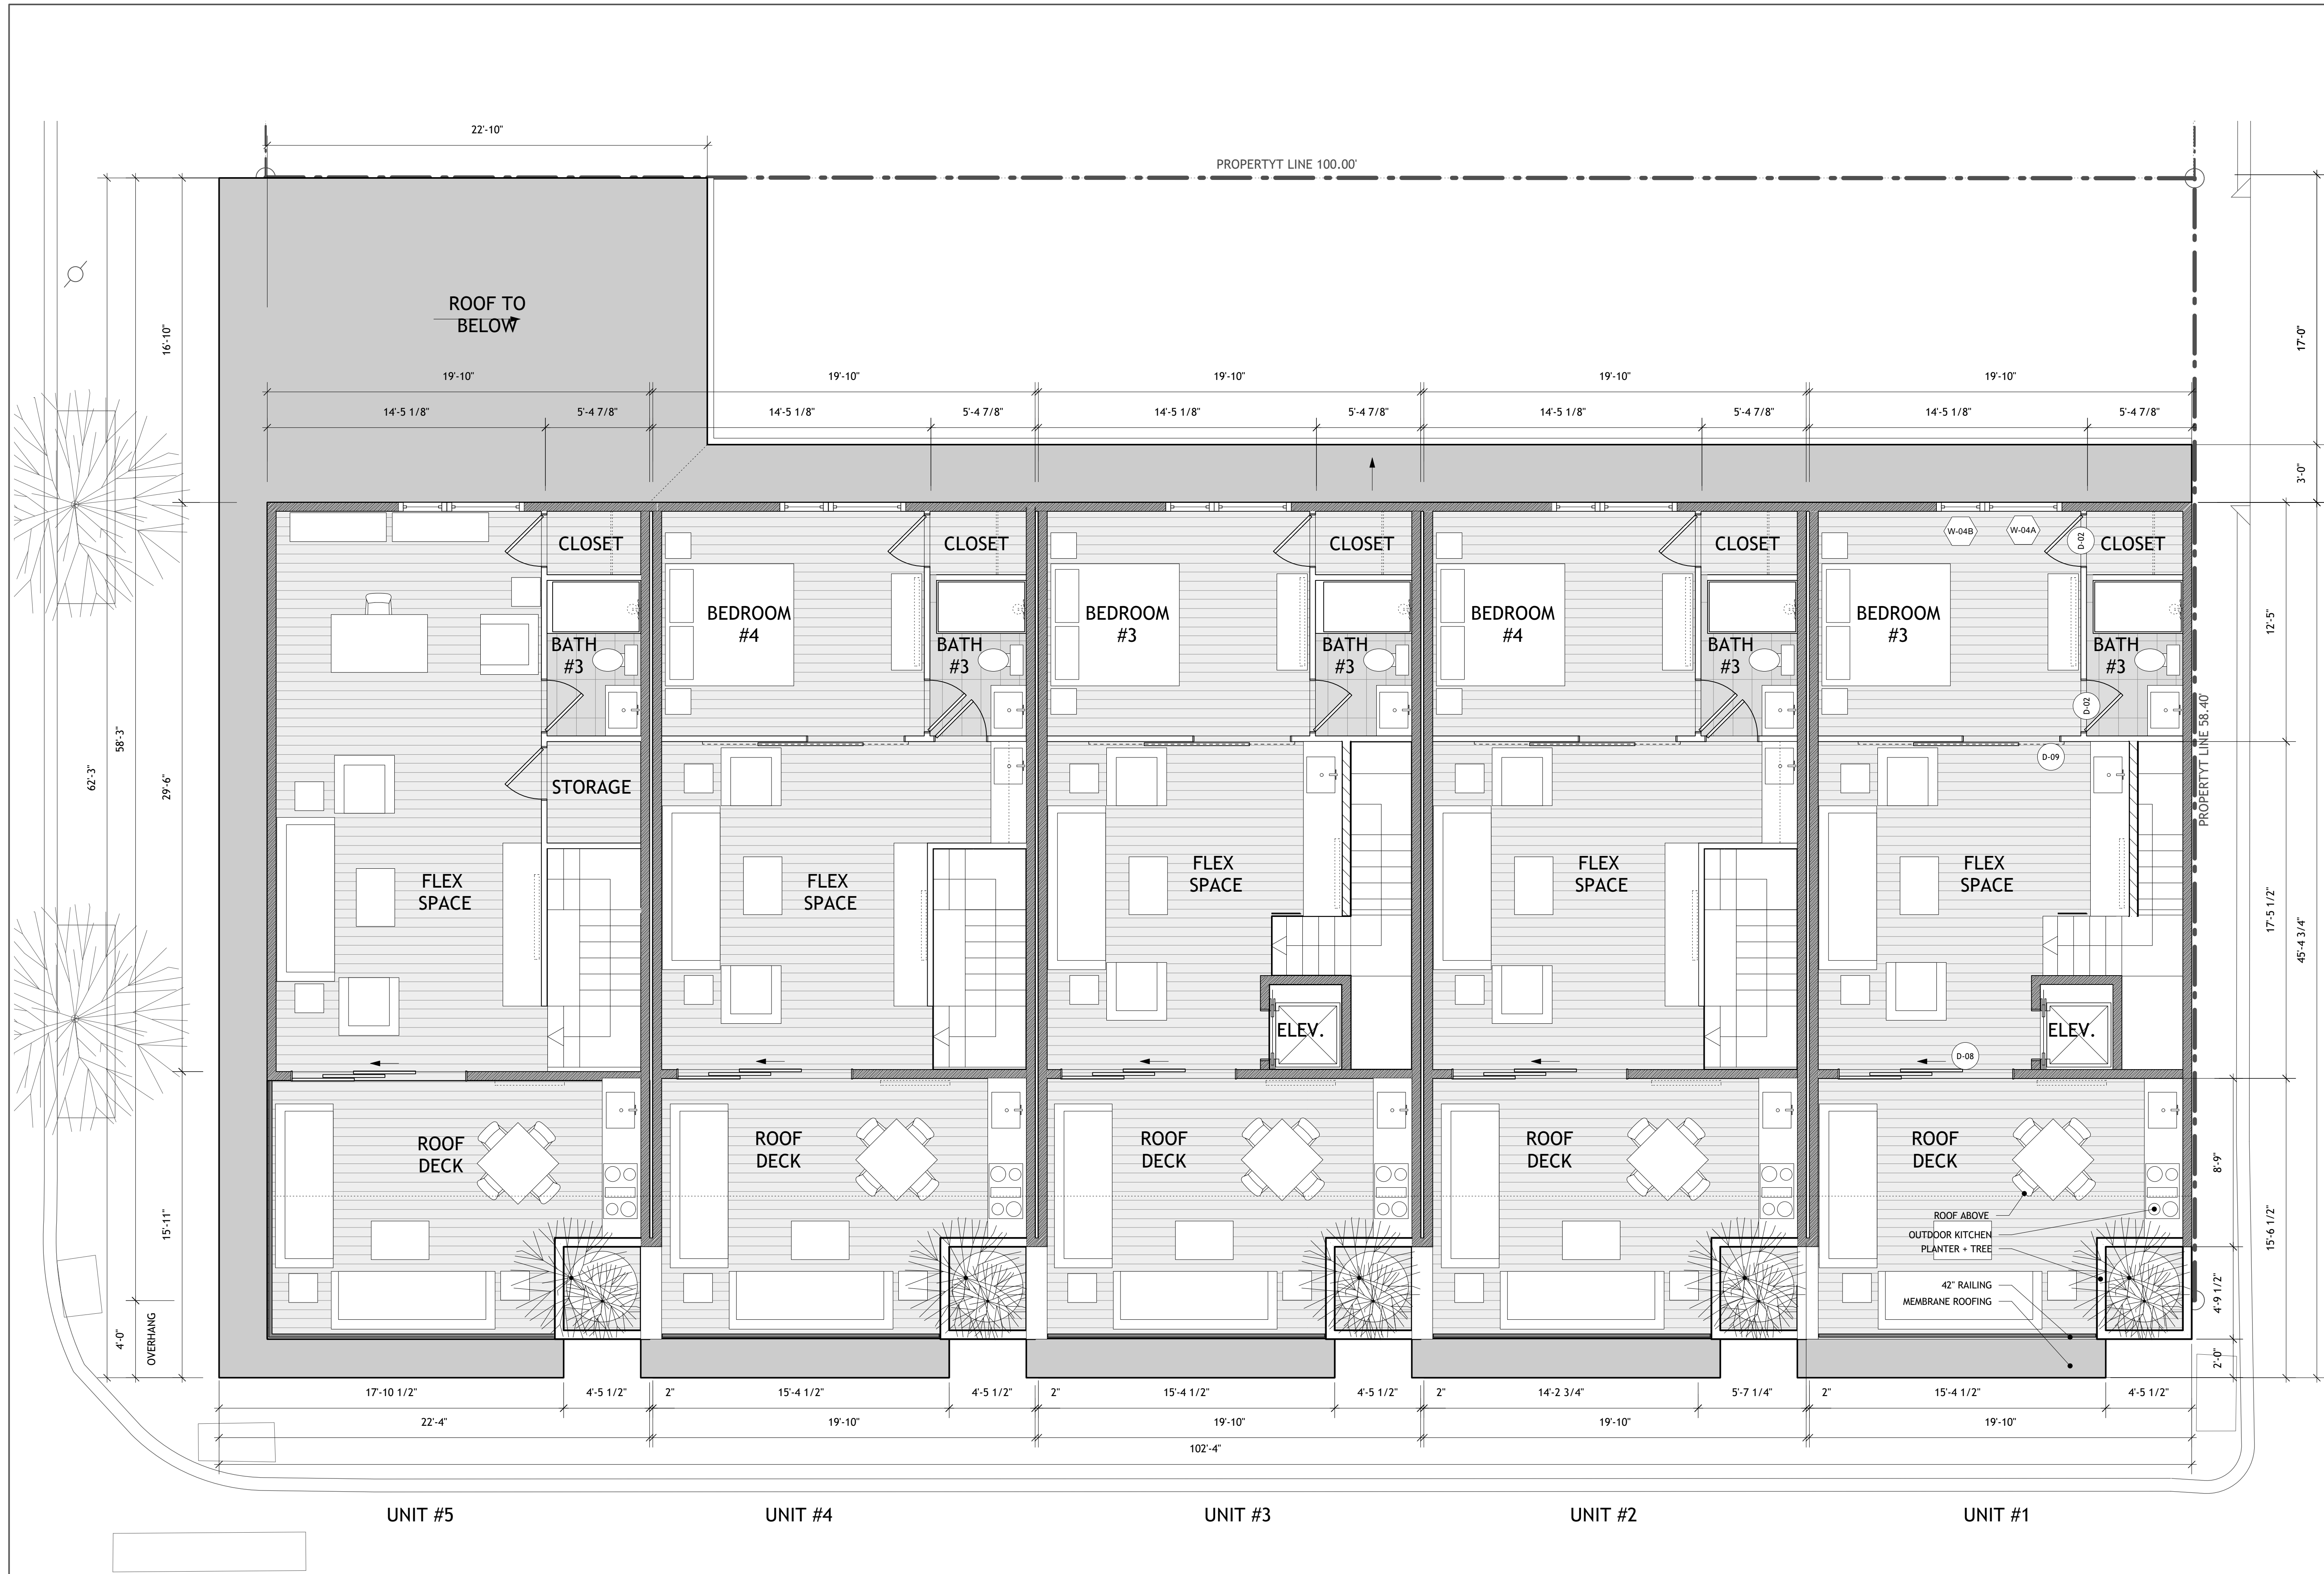 22'-10"
PROPERTYT LINE 100.00'
ROOF TO
BELOW
16'-10"
17'-0"
19'-10"
19'-10"
19'-10"
19'-10"
19'-10"
14'-5 1/8"
5'-4 7/8"
14'-5 1/8"
5'-4 7/8"
14'-5 1/8"
5'-4 7/8"
14'-5 1/8"
5'-4 7/8"
14'-5 1/8"
5'-4 7/8"
3'-0"
W-04B
W-04A
D-02
CLOSET
CLOSET
CLOSET
CLOSET
CLOSET
BEDROOM
#4
BEDROOM
#3
BEDROOM
#4
BEDROOM
#3
12'-5"
BATH
#3
BATH
#3
BATH
#3
BATH
#3
BATH
#3
D-02
PROPERTYT LINE 58.40'
58'-3"
62'-3"
29'-6"
STORAGE
D-09
FLEX
SPACE
FLEX
SPACE
FLEX
SPACE
FLEX
SPACE
FLEX
SPACE
17'-5 1/2"
45'-4 3/4"
ELEV.
ELEV.
D-08
ROOF
DECK
ROOF
DECK
ROOF
DECK
ROOF
DECK
ROOF
DECK
8'-9"
15'-11"
15'-6 1/2"
ROOF ABOVE
OUTDOOR KITCHEN
PLANTER + TREE
42" RAILING
MEMBRANE ROOFING
4'-9 1/2"
4'-0"
OVERHANG
2'-0"
17'-10 1/2"
4'-5 1/2"
2"
15'-4 1/2"
4'-5 1/2"
2"
15'-4 1/2"
4'-5 1/2"
2"
14'-2 3/4"
5'-7 1/4"
2"
15'-4 1/2"
4'-5 1/2"
22'-4"
19'-10"
19'-10"
19'-10"
19'-10"
102'-4"
UNIT #5
UNIT #4
UNIT #3
UNIT #2
UNIT #1